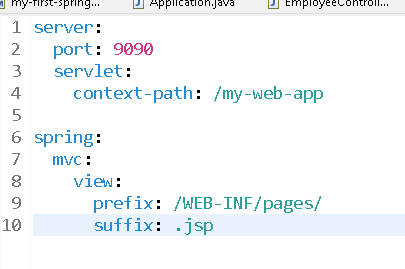 my-first-spring...
Application.java
EmployeeControll...
1 server:
2 port: 9090
3 servlet:
4 context-path: /my-web-app
5
6 spring:
7 mvc:
8 view:
9 prefix: /WEB-INF/pages/
10 suffix: .jsp